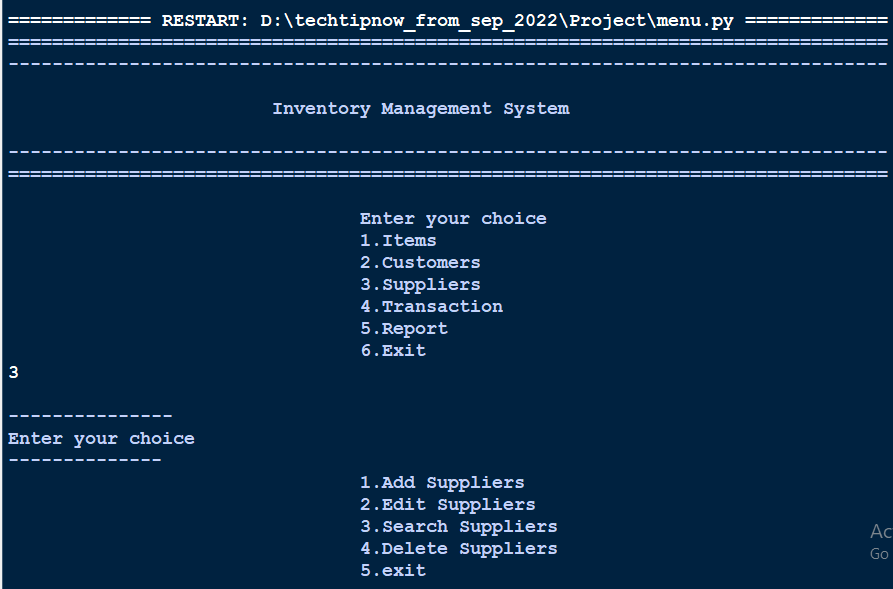 ============= RESTART: D:\techtipnow_from_sep_2022\Project\menu.py =============
================================================================================
--------------------------------------------------------------------------------
Inventory Management System
--------------------------------------------------------------------------------
================================================================================
Enter your choice
1.Items
2.Customers
3.Suppliers
4.Transaction
5.Report
6.Exit
3
---------------
Enter your choice
--------------
1.Add Suppliers
2.Edit Suppliers
3.Search Suppliers
4.Delete Suppliers
5.exit
Ac
Go